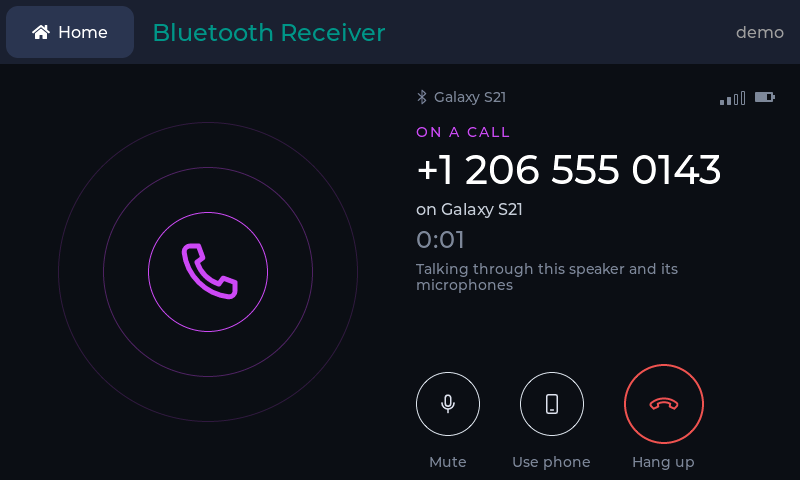 Home
Bluetooth Receiver
demo
Galaxy S21
ON A CALL
+1 206 555 0143
on Galaxy S21
0:01
Talking through this speaker and its
microphones
Mute
Use phone
Hang up